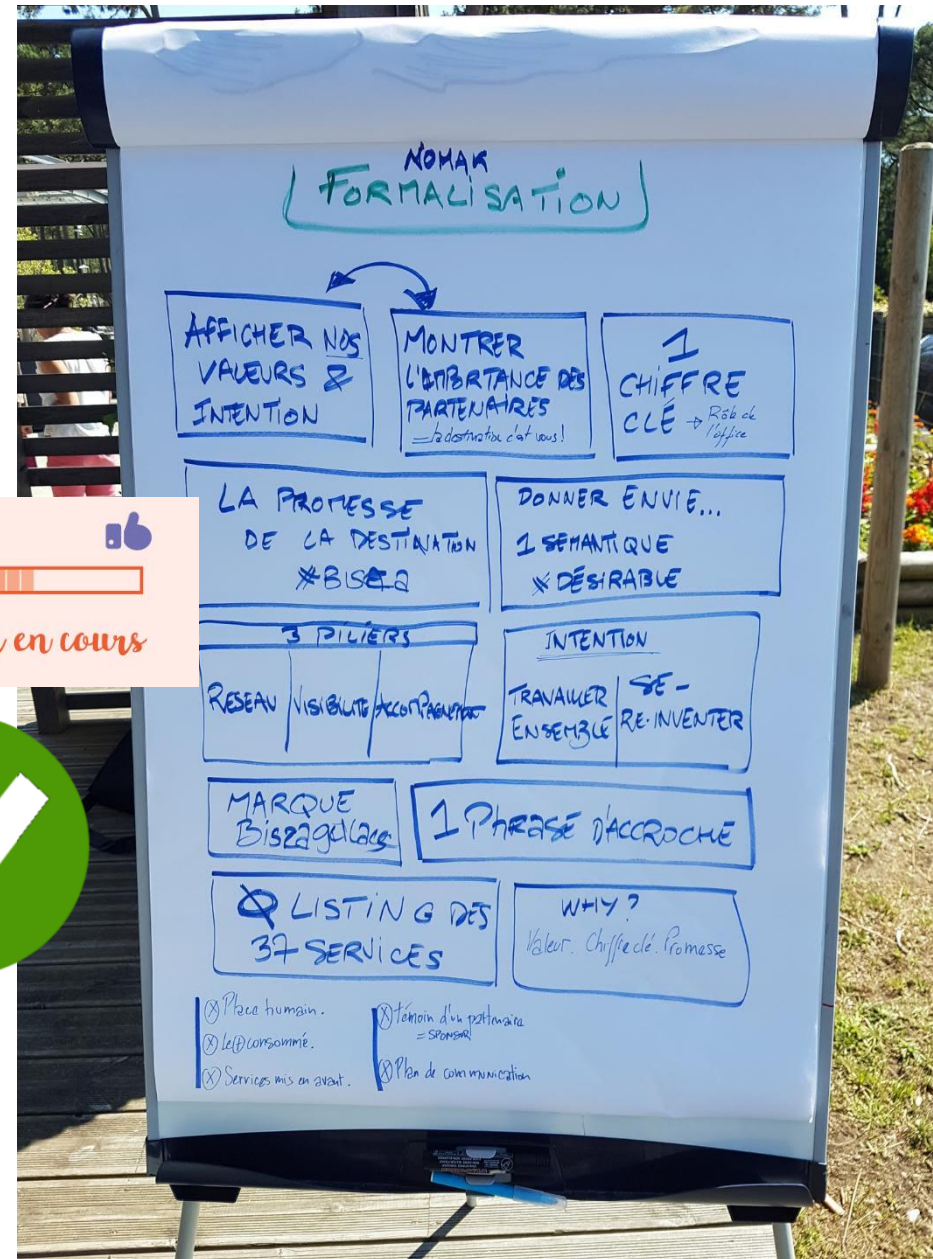 NOMAK
FORMALISATION
AFFICHER NOS
VALEURS &
INTENTION
MONTRER
L'IMPORTANCE DES
PARTENAIRES
= la destination c'est vous!
1
CHIFFRE
CLÉ → Rôle de
l'office
LA PROMESSE
DE LA DESTINATION
DONNER ENVIE...
1 SEMANTIQUE
DÉSIRABLE
en cours
3 PILIERS
RESEAU
VISIBILITE
ACCOMPAGNEMENT
INTENTION
TRAVAILLER
ENSEMBLE
SE-
RE-INVENTER
MARQUE
1 PHRASE D'ACCROCHE
LISTING DES
37 SERVICES
WHY?
Valeur. Chiffre clé. Promesse
Place humain.
Le + consommé.
Services mis en avant.
témoin d'un partenaire
= SPONSOR!
Plan de communication